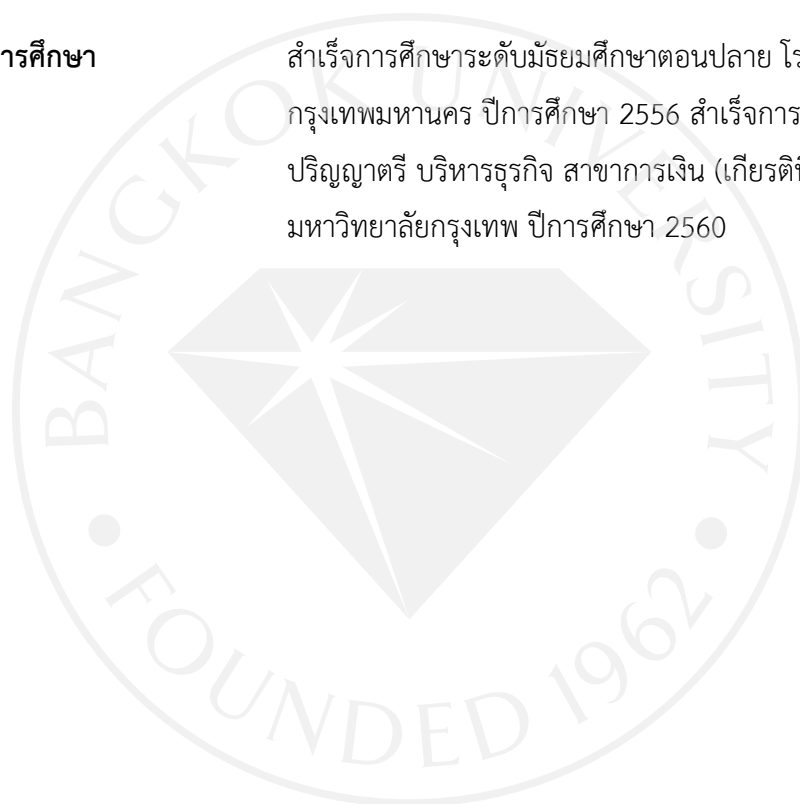 ารศึกษา สำเร็จการศึกษาระดับมัธยมศึกษาตอนปลาย
กรุงเทพมหานคร ปีการศึกษา 2556 สำเร็จการ
ปริญญาตรี บริหารธุรกิจ สาขาการเงิน
มหาวิทยาลัยกรุงเทพ ปีการศึกษา 2560
BANGKOK UNIVERSITY
FOUNDED 1962